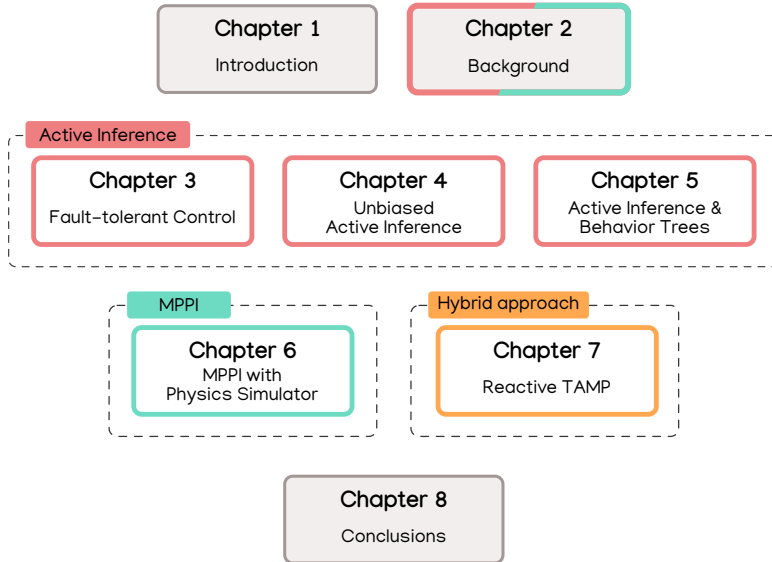 Chapter 1
Introduction
Chapter 2
Background
Active Inference
Chapter 3
Fault-tolerant Control
Chapter 4
Unbiased
Active Inference
Chapter 5
Active Inference &
Behavior Trees
MPPI
Chapter 6
MPPI with
Physics Simulator
Hybrid approach
Chapter 7
Reactive TAMP
Chapter 8
Conclusions